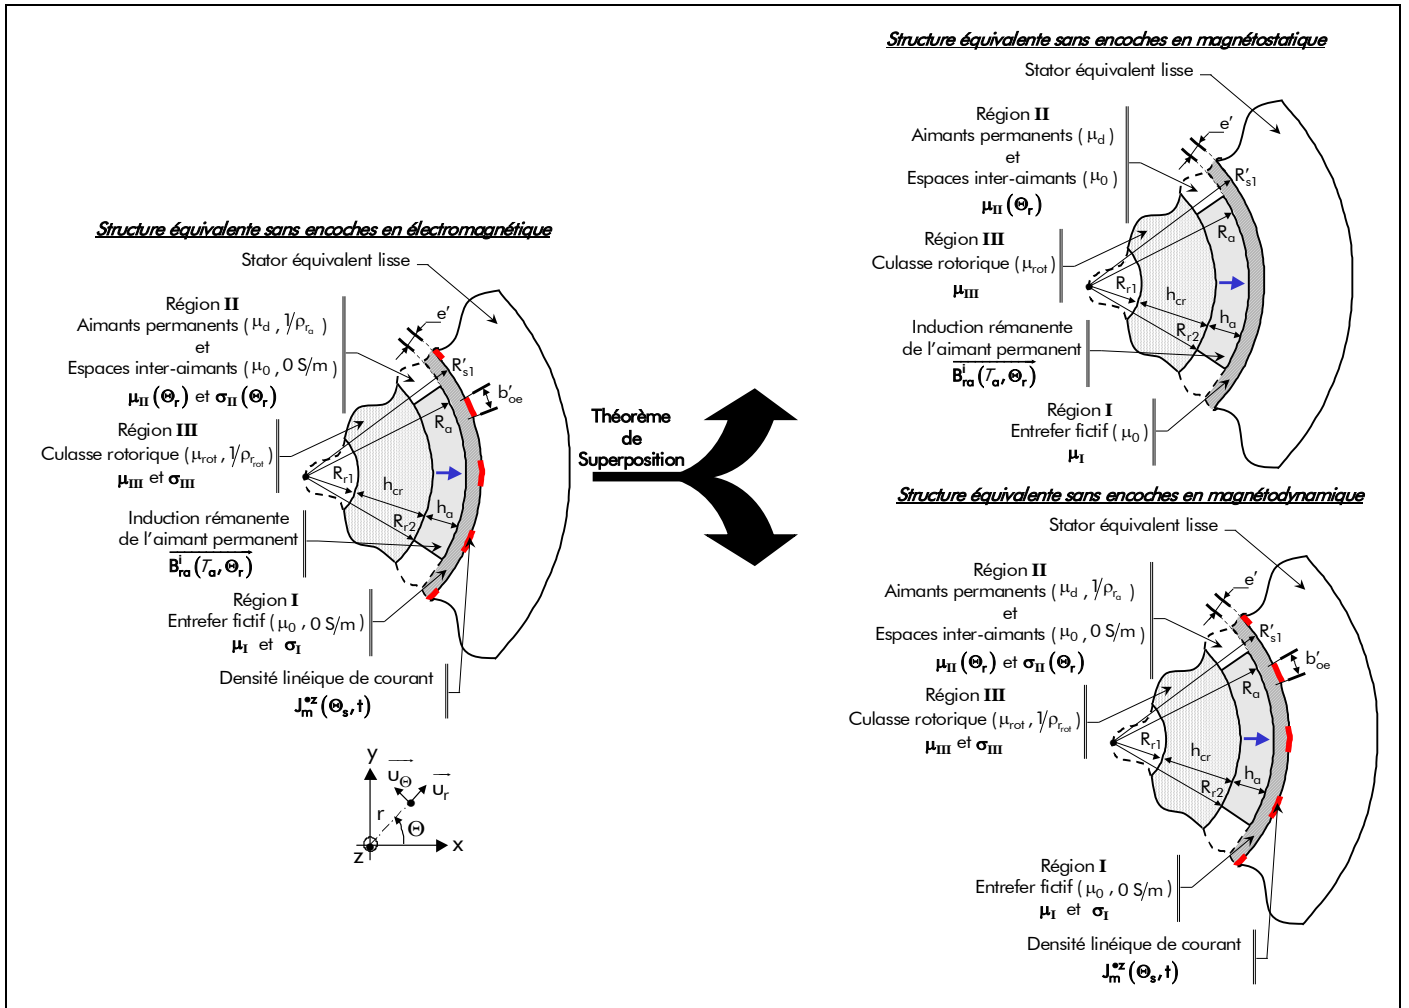 Structure équivalente sans encoches en électromagnétique
Stator équivalent lisse
Région II
Aimants permanents (μd , 1/ρra)
et
Espaces inter-aimants (μ0 , 0 S/m)
μII (Θr) et σII (Θr)
Région III
Culasse rotorique (μrot , 1/ρrrot)
μIII et σIII
Induction rémanente
de l'aimant permanent
Bira (Ta, Θr)
Région I
Entrefer fictif (μ0 , 0 S/m)
μI et σI
Densité linéique de courant
Jm•z (Θs, t)
e'
R's1
b'oe
Ra
Rr1
hcr
ha
Rr2
y
uΘ
ur
r
Θ
z
x
Théorème
de
Superposition
Structure équivalente sans encoches en magnétostatique
Stator équivalent lisse
Région II
Aimants permanents (μd)
et
Espaces inter-aimants (μ0)
μII (Θr)
Région III
Culasse rotorique (μrot)
μIII
Induction rémanente
de l'aimant permanent
Bira (Ta, Θr)
Région I
Entrefer fictif (μ0)
μI
e'
R's1
Ra
Rr1
hcr
ha
Rr2
Structure équivalente sans encoches en magnétodynamique
Stator équivalent lisse
Région II
Aimants permanents (μd , 1/ρra)
et
Espaces inter-aimants (μ0 , 0 S/m)
μII (Θr) et σII (Θr)
Région III
Culasse rotorique (μrot , 1/ρrrot)
μIII et σIII
Région I
Entrefer fictif (μ0 , 0 S/m)
μI et σI
Densité linéique de courant
Jm•z (Θs, t)
e'
R's1
b'oe
Ra
Rr1
hcr
ha
Rr2